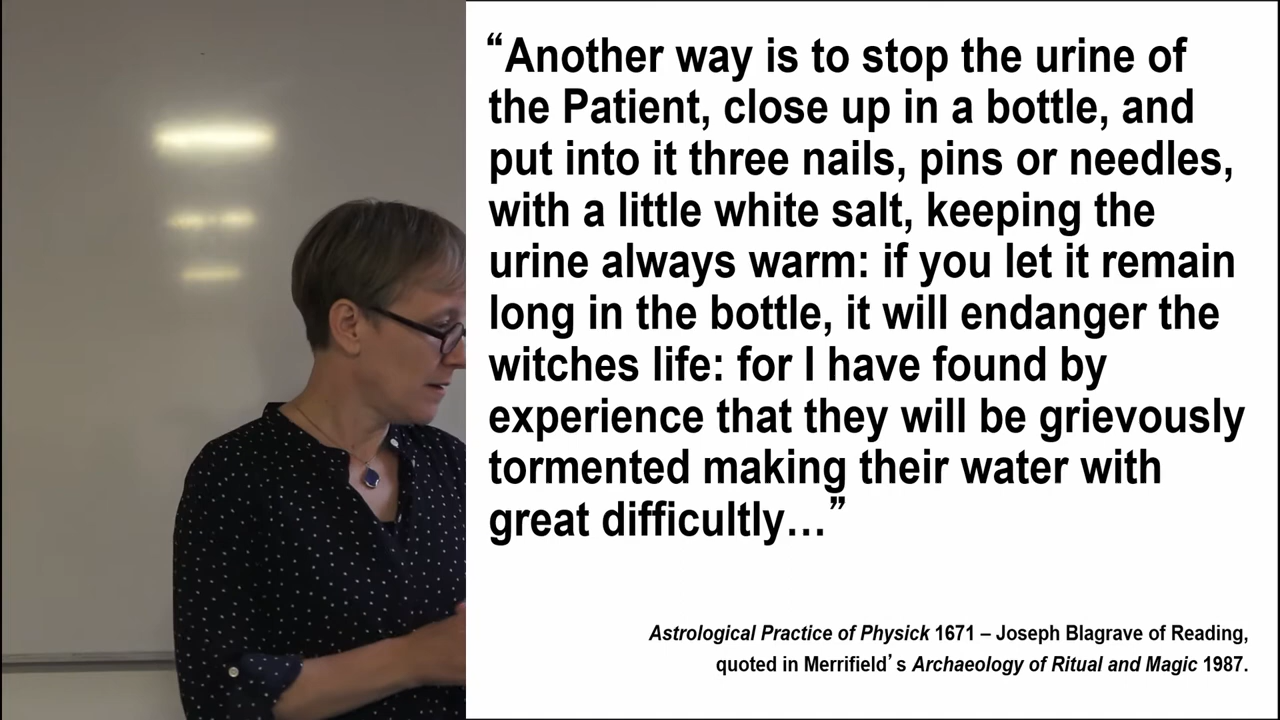 “Another way is to stop the urine of
the Patient, close up in a bottle, and
put into it three nails, pins or needles,
with a little white salt, keeping the
urine always warm: if you let it remain
long in the bottle, it will endanger the
witches life: for I have found by
experience that they will be grievously
tormented making their water with
great difficultly…”
Astrological Practice of Physick 1671 – Joseph Blagrave of Reading,
quoted in Merrifield’s Archaeology of Ritual and Magic 1987.